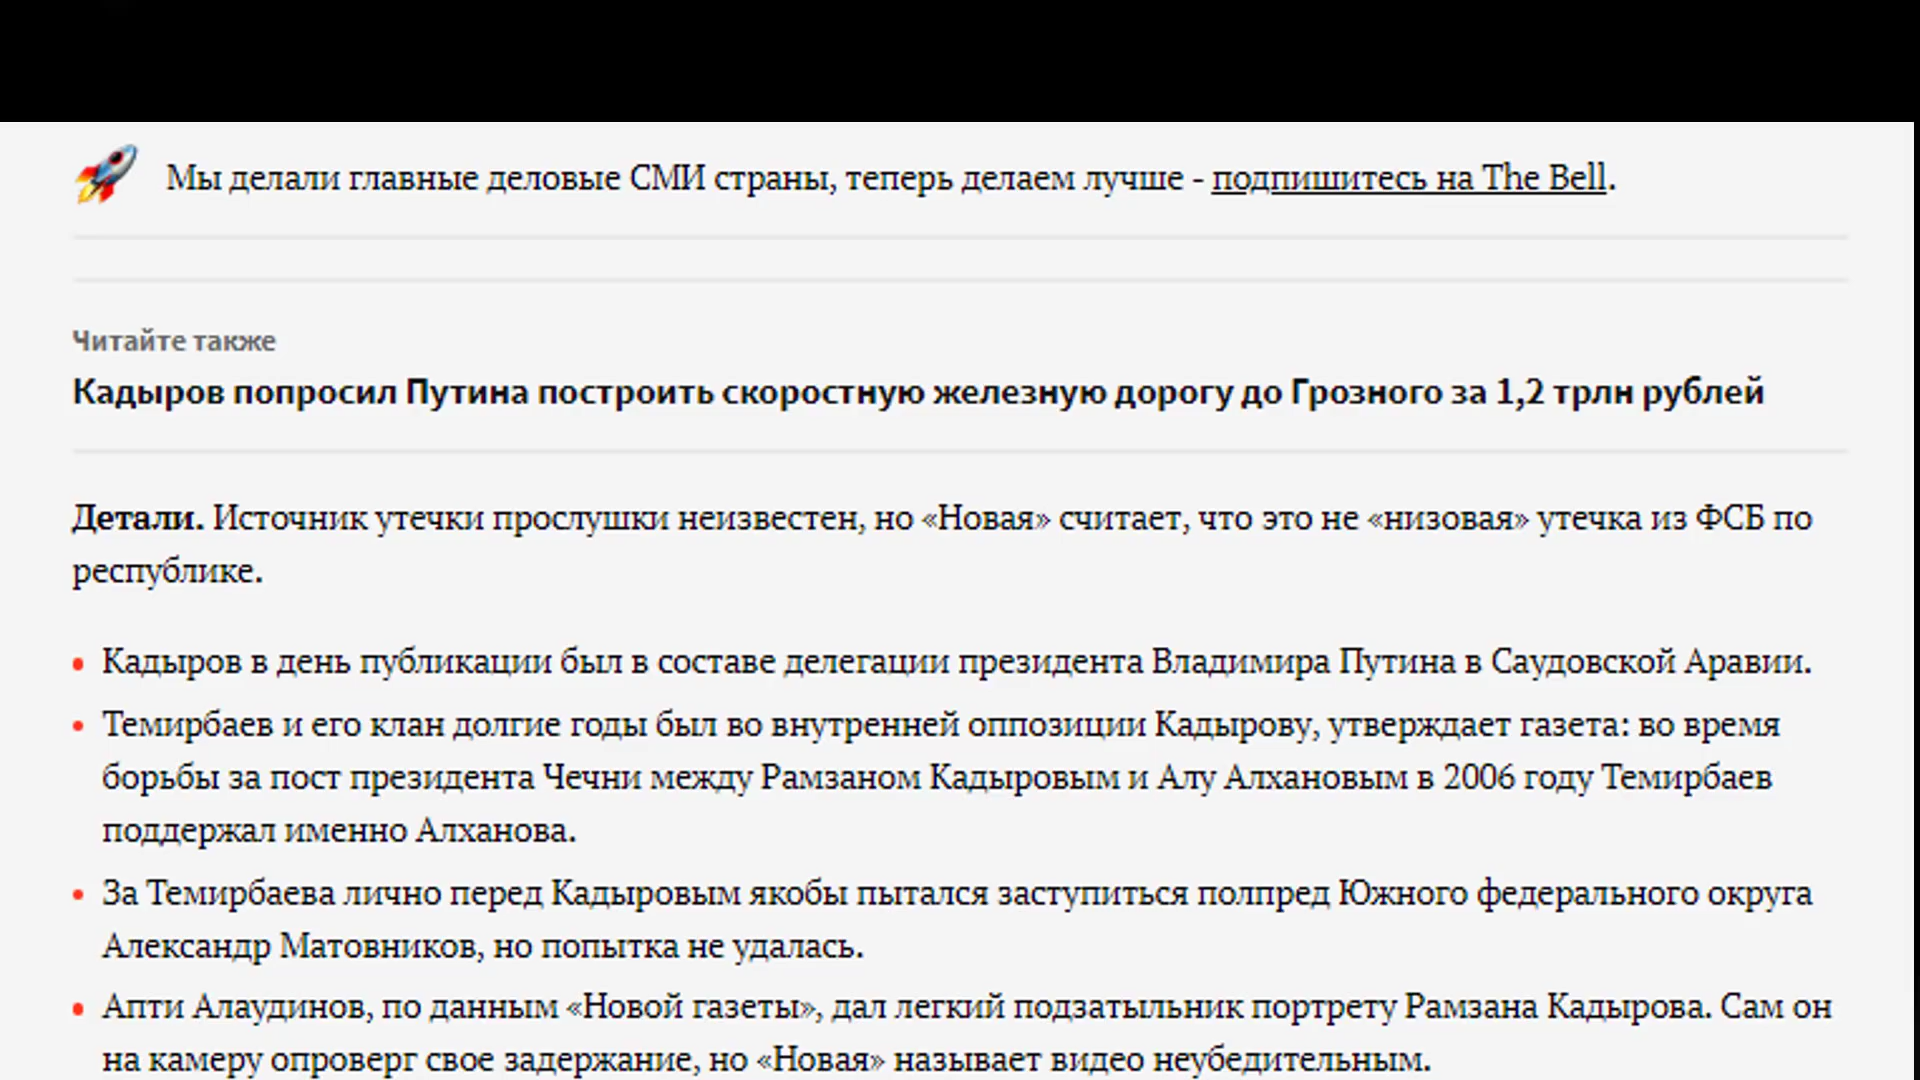 Мы делали главные деловые СМИ страны, теперь делаем лучше - подпишитесь на The Bell.
Читайте также
Кадыров попросил Путина построить скоростную железную дорогу до Грозного за 1,2 трлн рублей
Детали. Источник утечки прослушки неизвестен, но «Новая» считает, что это не «низовая» утечка из ФСБ по
республике.
• Кадыров в день публикации был в составе делегации президента Владимира Путина в Саудовской Аравии.
• Темирбаев и его клан долгие годы был во внутренней оппозиции Кадырову, утверждает газета: во время
борьбы за пост президента Чечни между Рамзаном Кадыровым и Алу Алхановым в 2006 году Темирбаев
поддержал именно Алханова.
• За Темирбаева лично перед Кадыровым якобы пытался заступиться полпред Южного федерального округа
Александр Матовников, но попытка не удалась.
• Апти Алаудинов, по данным «Новой газеты», дал легкий подзатыльник портрету Рамзана Кадырова. Сам он
на камеру опроверг свое задержание, но «Новая» называет видео неубедительным.